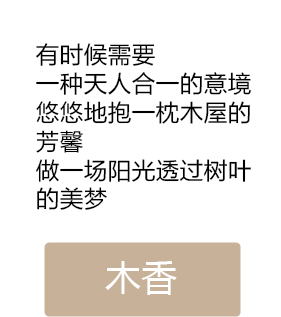 有时候需要
一种天人合一的意境
悠悠地抱一枕木屋的
芳馨
做一场阳光透过树叶
的美梦
木香